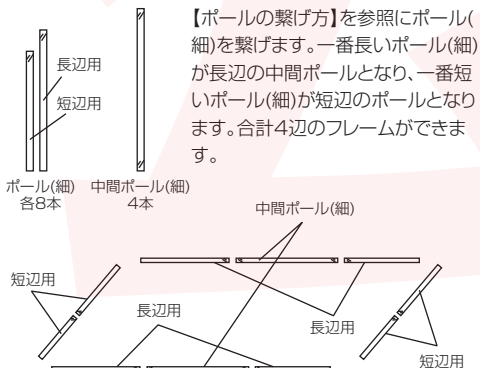 【ポールの繋げ方】を参照にポール(
細)を繋げます。一番長いポール(細)
が長辺の中間ポールとなり、一番短
いポール(細)が短辺のポールとなり
ます。合計4辺のフレームができま
す。
長辺用
短辺用
ポール(細)
各8本
中間ポール(細)
4本
中間ポール(細)
短辺用
長辺用
長辺用
短辺用